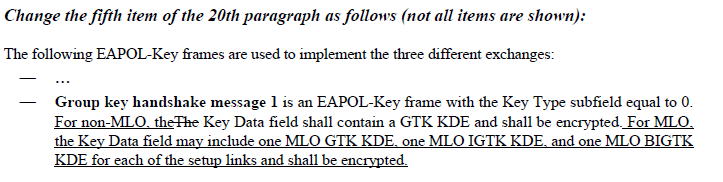 Change the fifth item of the 20th paragraph as follows (not all items are shown):
The following EAPOL-Key frames are used to implement the three different exchanges:
— …
— Group key handshake message 1 is an EAPOL-Key frame with the Key Type subfield equal to 0.
For non-MLO, theThe Key Data field shall contain a GTK KDE and shall be encrypted. For MLO,
the Key Data field may include one MLO GTK KDE, one MLO IGTK KDE, and one MLO BIGTK
KDE for each of the setup links and shall be encrypted.